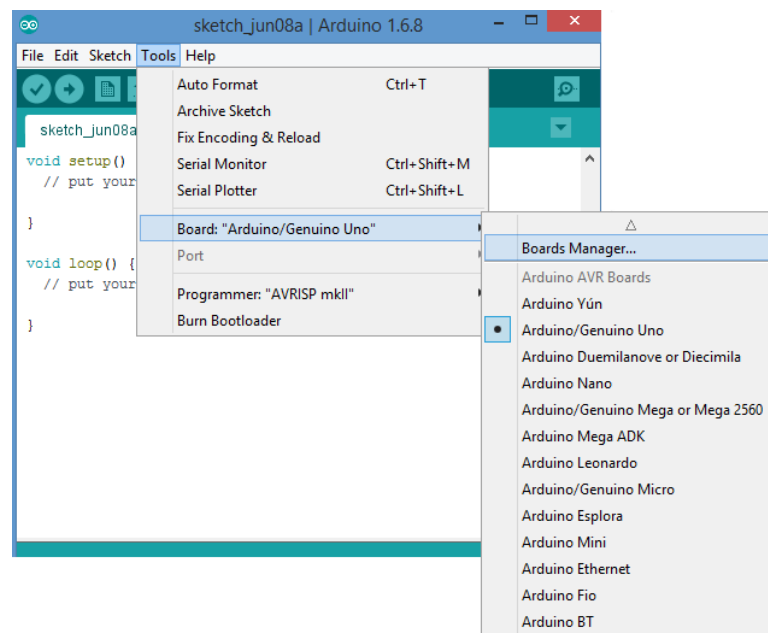 sketch_jun08a | Arduino 1.6.8
File Edit Sketch Tools Help
sketch_jun08a
void setup()
// put your
}
void loop() {
// put your
}
Auto Format Ctrl+T
Archive Sketch
Fix Encoding & Reload
Serial Monitor Ctrl+Shift+M
Serial Plotter Ctrl+Shift+L
Board: "Arduino/Genuino Uno"
Port
Programmer: "AVRISP mkII"
Burn Bootloader
Boards Manager...
Arduino AVR Boards
Arduino Yún
Arduino/Genuino Uno
Arduino Duemilanove or Diecimila
Arduino Nano
Arduino/Genuino Mega or Mega 2560
Arduino Mega ADK
Arduino Leonardo
Arduino/Genuino Micro
Arduino Esplora
Arduino Mini
Arduino Ethernet
Arduino Fio
Arduino BT